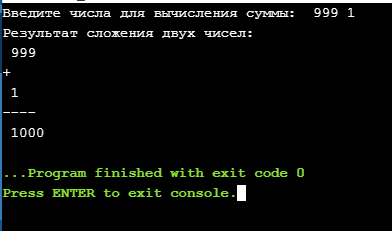 Введите числа для вычисления суммы:  999 1
Результат сложения двух чисел:
 999
+
 1
----
 1000
...Program finished with exit code 0
Press ENTER to exit console.